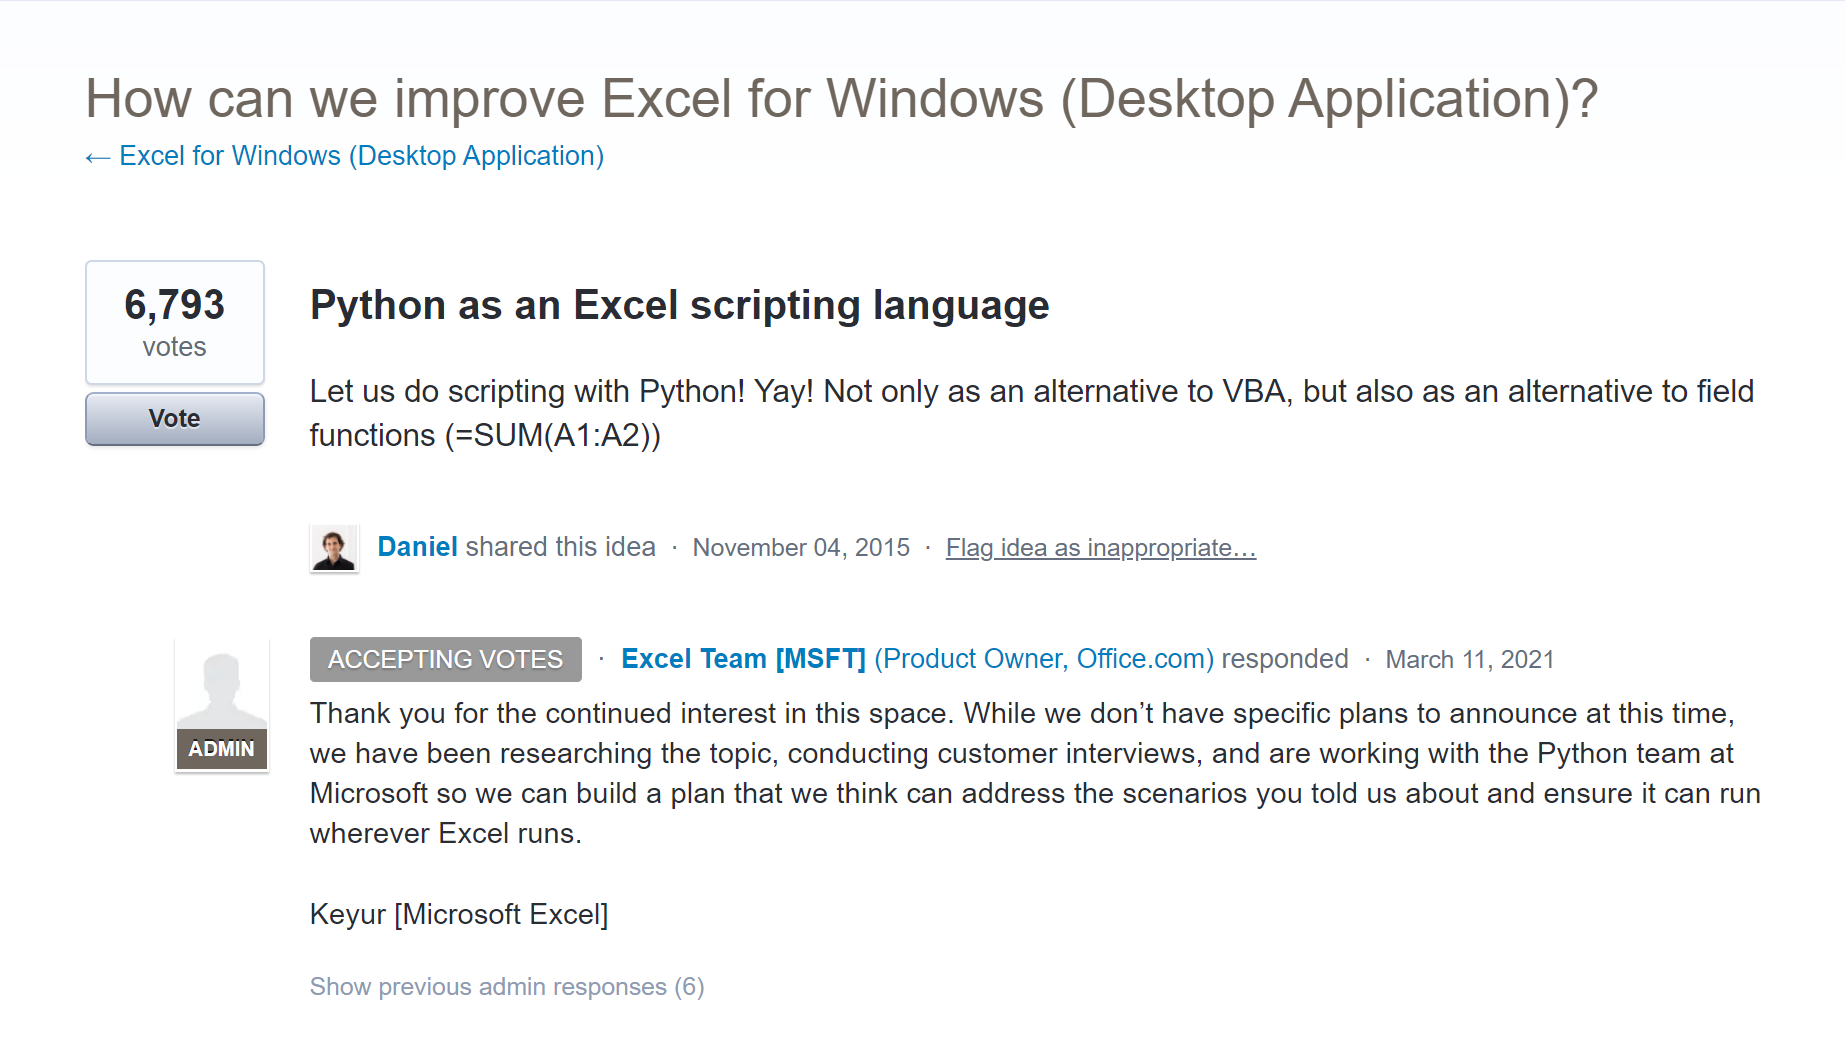 How can we improve Excel for Windows (Desktop Application)?
← Excel for Windows (Desktop Application)
6,793
votes
Vote
Python as an Excel scripting language
Let us do scripting with Python! Yay! Not only as an alternative to VBA, but also as an alternative to field
functions (=SUM(A1:A2))
Daniel shared this idea · November 04, 2015 · Flag idea as inappropriate…
ADMIN
ACCEPTING VOTES · Excel Team [MSFT] (Product Owner, Office.com) responded · March 11, 2021
Thank you for the continued interest in this space. While we don’t have specific plans to announce at this time,
we have been researching the topic, conducting customer interviews, and are working with the Python team at
Microsoft so we can build a plan that we think can address the scenarios you told us about and ensure it can run
wherever Excel runs.
Keyur [Microsoft Excel]
Show previous admin responses (6)